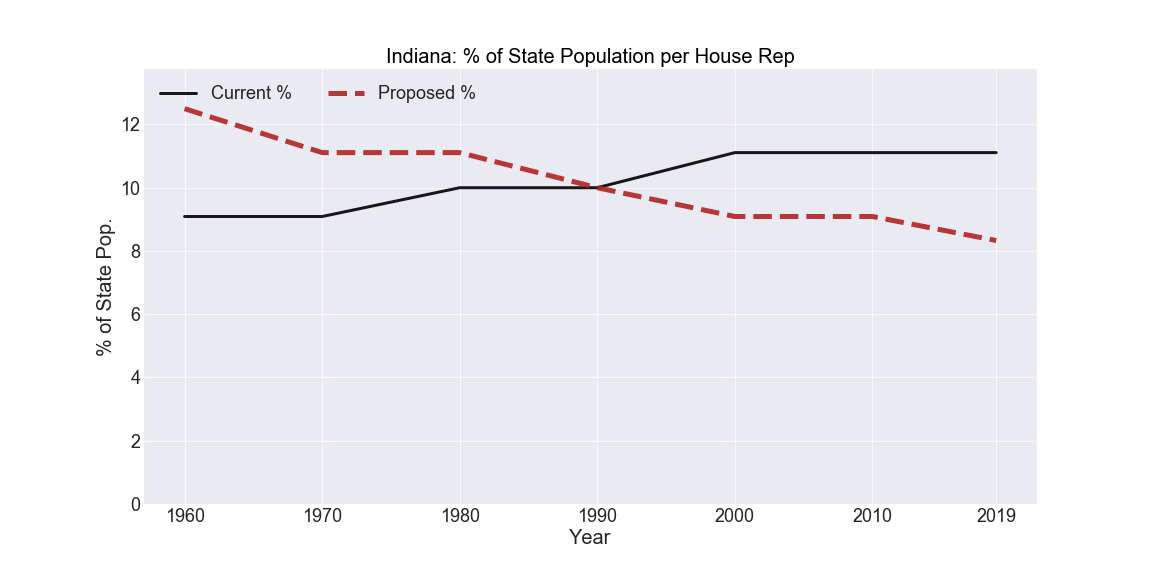 Indiana: % of State Population per House Rep
Current %
Proposed %
12
10
8
6
4
2
0
% of State Pop.
1960 1970 1980 1990 2000 2010 2019
Year